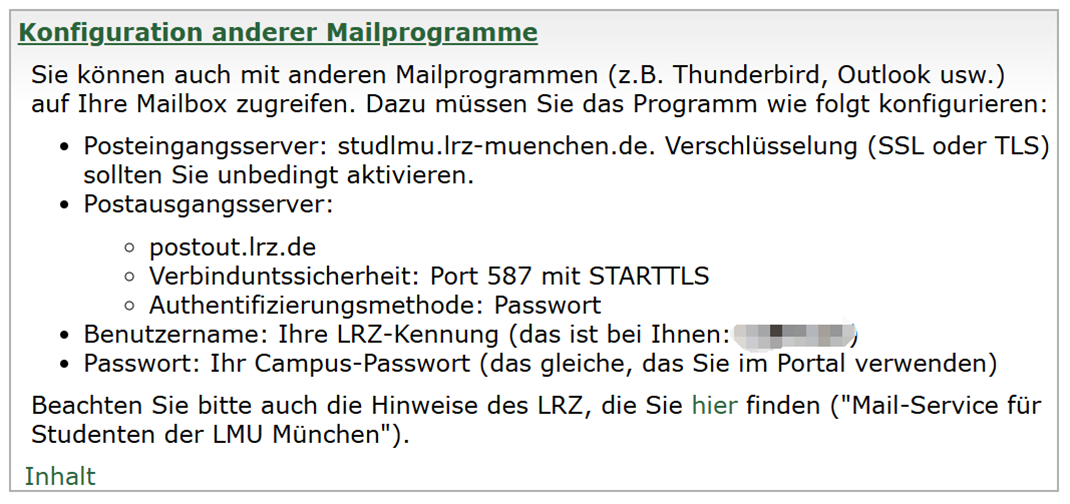 Konfiguration anderer Mailprogramme
Sie können auch mit anderen Mailprogrammen (z.B. Thunderbird, Outlook usw.)
auf Ihre Mailbox zugreifen. Dazu müssen Sie das Programm wie folgt konfigurieren:
• Posteingangsserver: studlmu.lrz-muenchen.de. Verschlüsselung (SSL oder TLS)
sollten Sie unbedingt aktivieren.
• Postausgangsserver:
◦ postout.lrz.de
◦ Verbinduntssicherheit: Port 587 mit STARTTLS
◦ Authentifizierungsmethode: Passwort
• Benutzername: Ihre LRZ-Kennung (das ist bei Ihnen: )
• Passwort: Ihr Campus-Passwort (das gleiche, das Sie im Portal verwenden)
Beachten Sie bitte auch die Hinweise des LRZ, die Sie hier finden ("Mail-Service für
Studenten der LMU München").
Inhalt